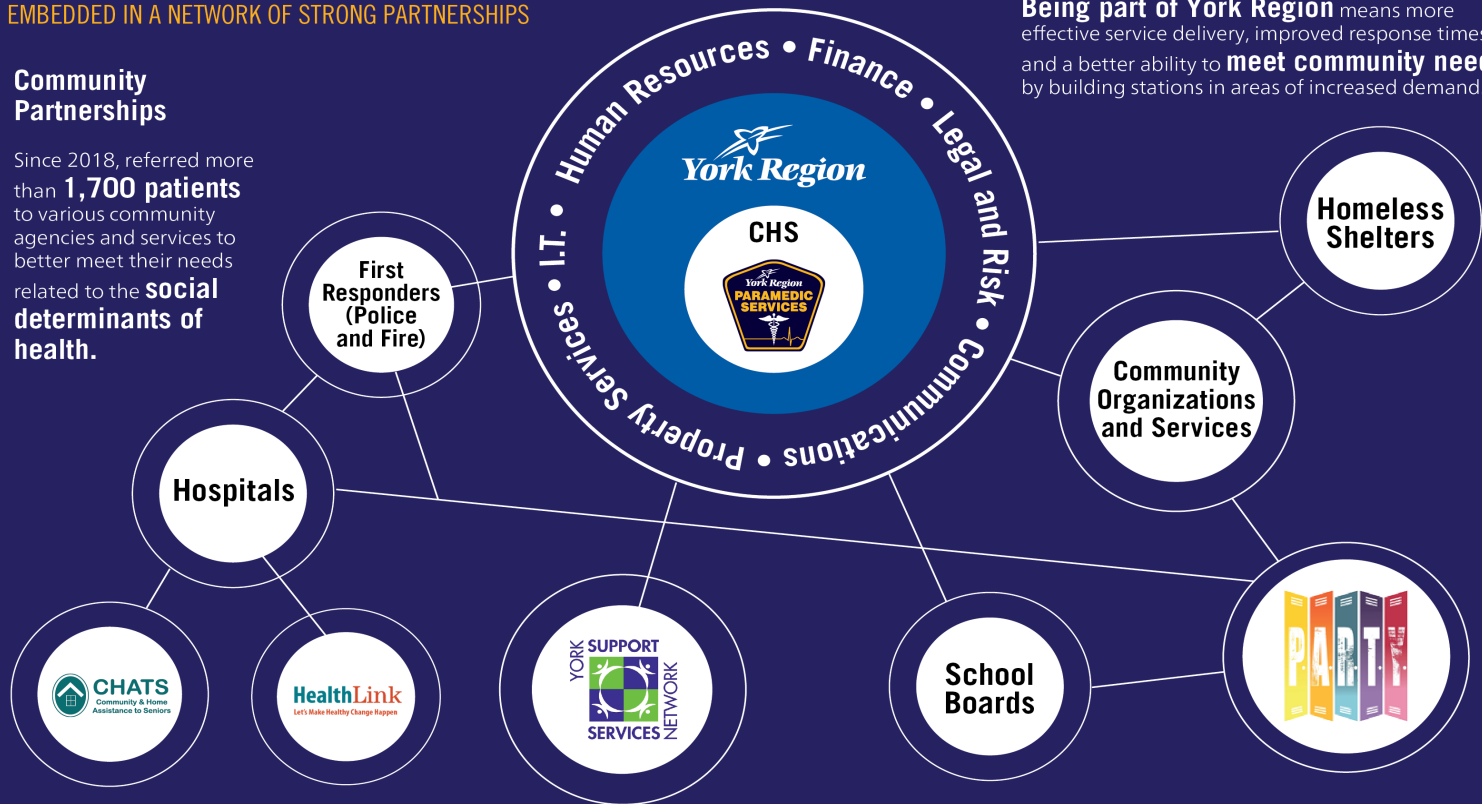 EMBEDDED IN A NETWORK OF STRONG PARTNERSHIPS
Community
Partnerships
Since 2018, referred more
than 1,700 patients
to various community
agencies and services to
better meet their needs
related to the social
determinants of
health.
Being part of York Region means more
effective service delivery, improved response times
and a better ability to meet community need
by building stations in areas of increased demand
Property Services • I.T. • Human Resources • Finance • Legal and Risk • Communications •
York Region
CHS
York Region
PARAMEDIC
SERVICES
First
Responders
(Police
and Fire)
Homeless
Shelters
Community
Organizations
and Services
Hospitals
CHATS
Community & Home
Assistance to Seniors
HealthLink
Let's Make Healthy Change Happen
YORK
SUPPORT
SERVICES
NETWORK
School
Boards
P.A.R.T.Y.